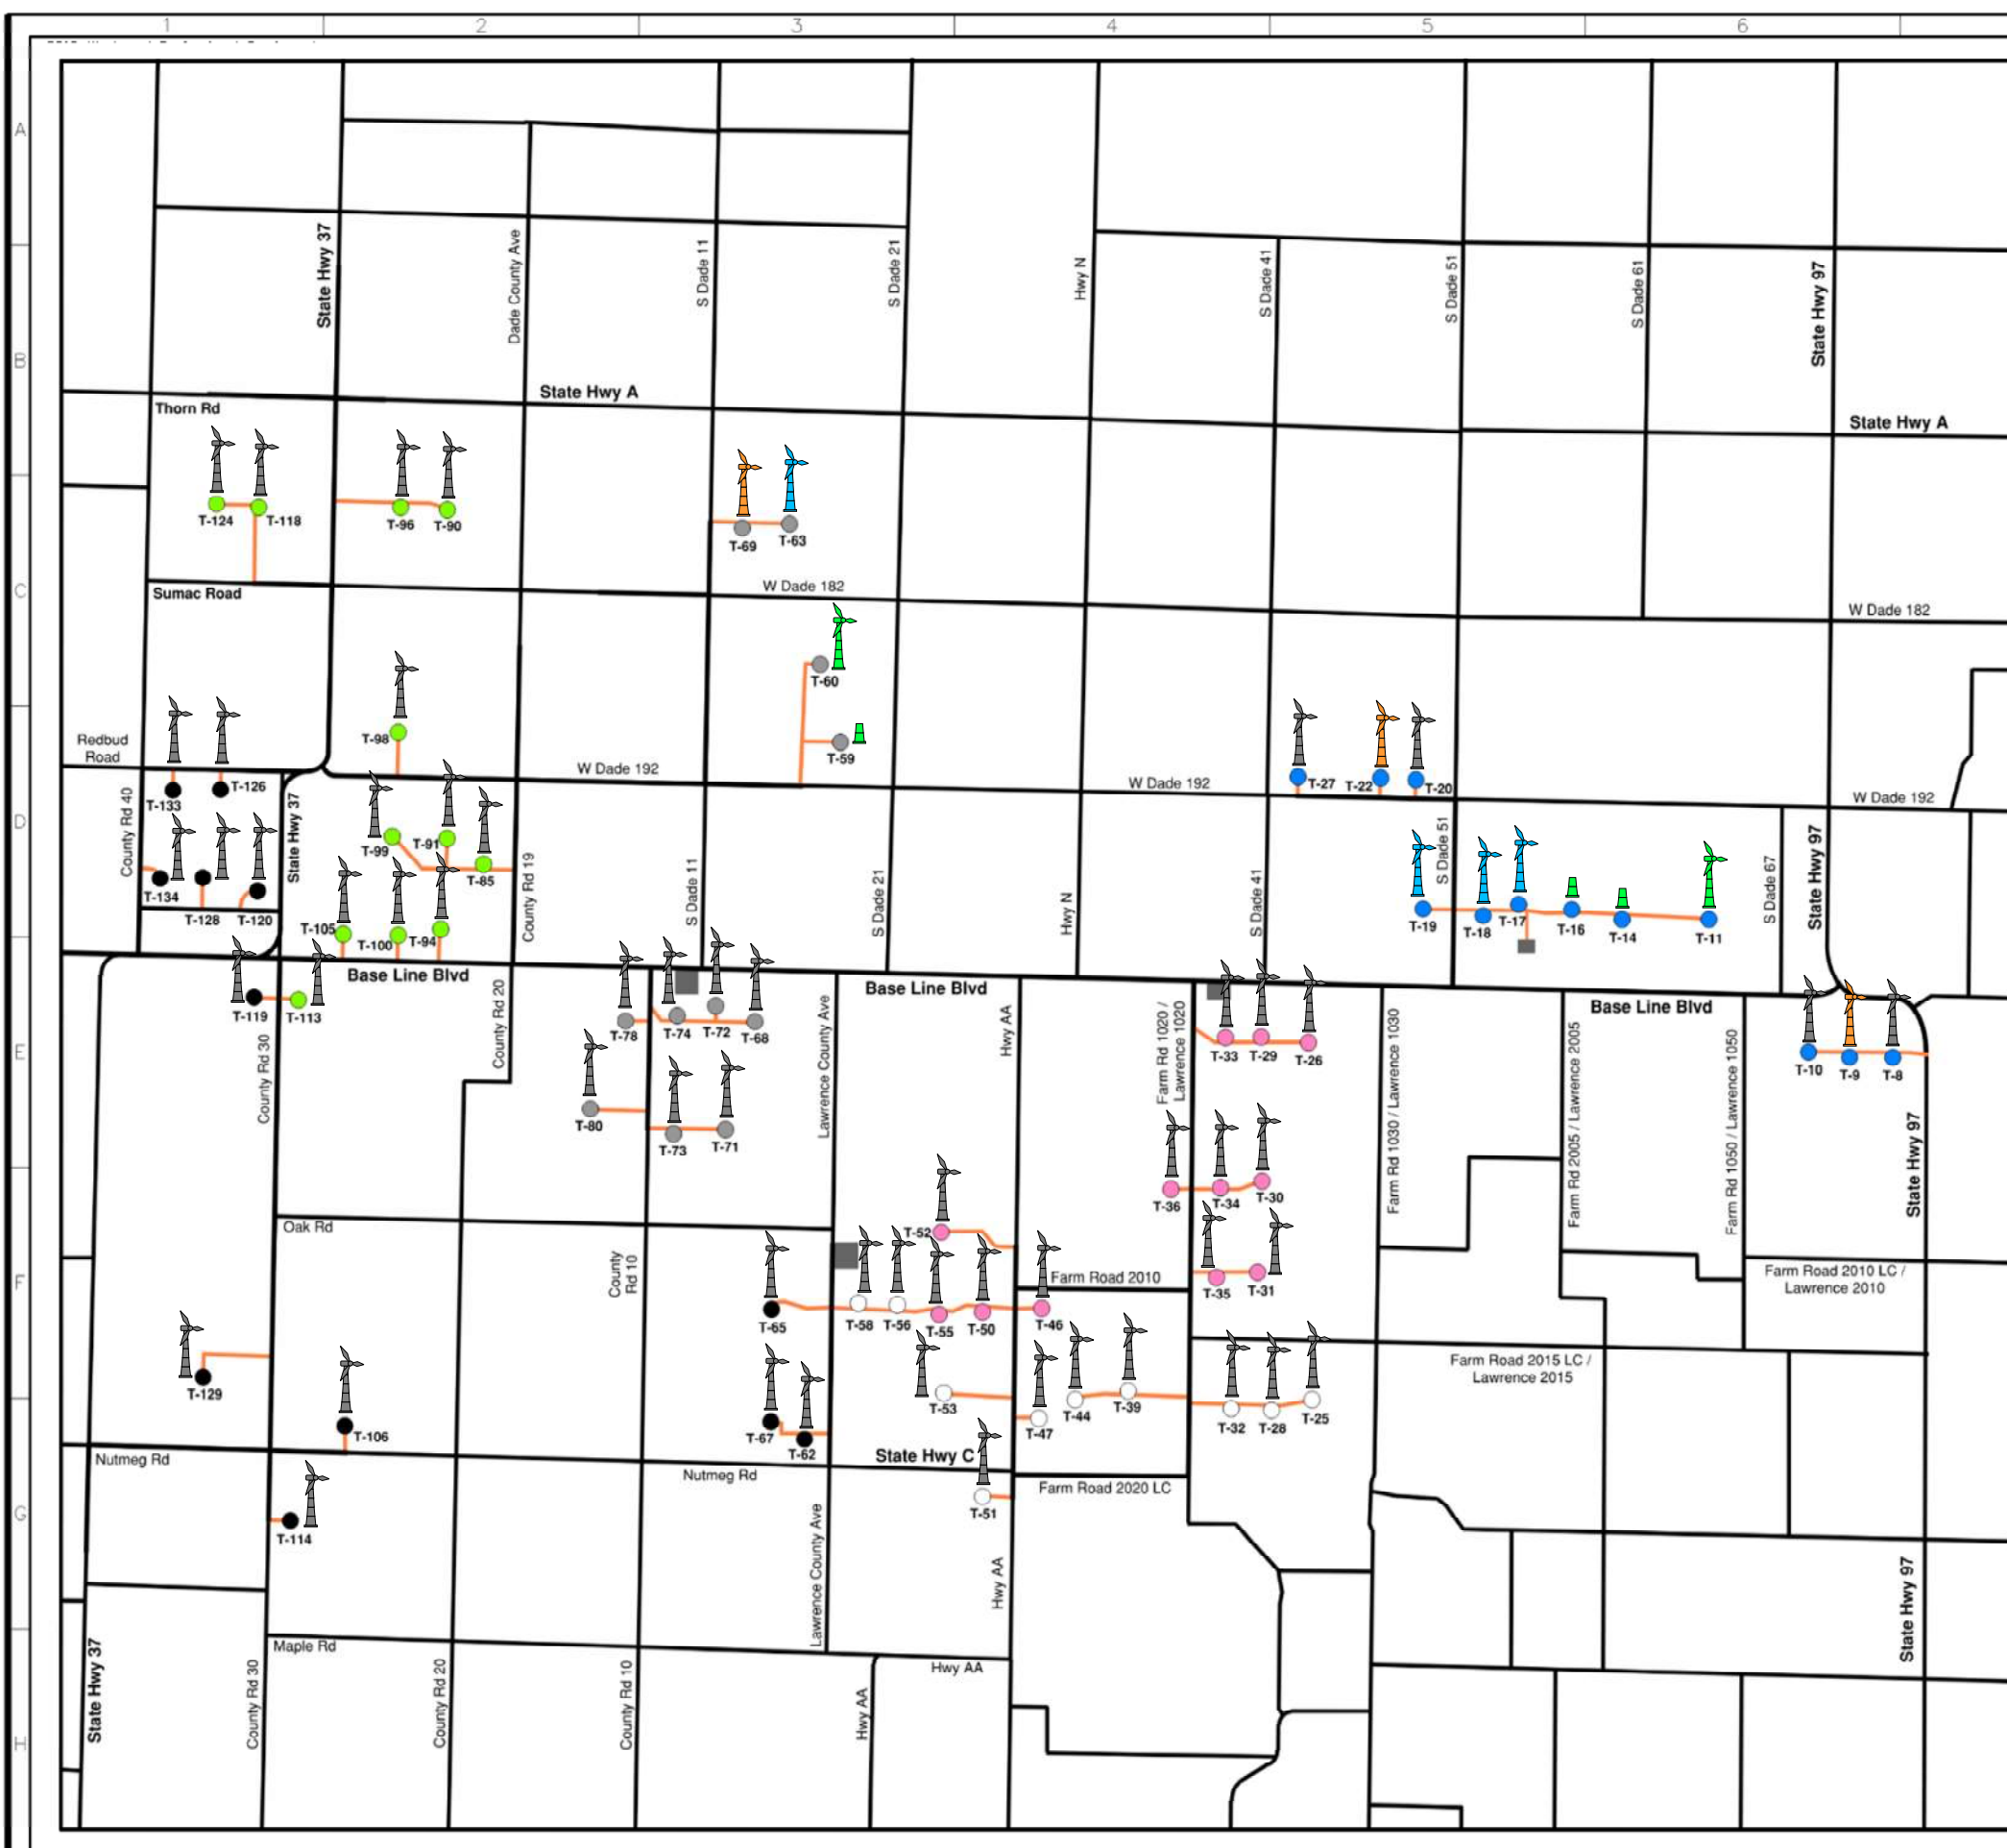 1 2 3 4 5 6
A
State Hwy 37
Dade County Ave
S Dade 11
S Dade 21
Hwy N
S Dade 41
S Dade 51
S Dade 61
State Hwy 97
B
State Hwy A
Thorn Rd
State Hwy A
T-124 T-118 T-96 T-90
T-69 T-63
C
Sumac Road
W Dade 182
W Dade 182
T-60
T-98
T-59
Redbud
Road
W Dade 192
W Dade 192
W Dade 192
T-27 T-22 T-20
T-133 T-126
County Rd 40
State Hwy 37
D
T-99 T-91
T-85
County Rd 19
S Dade 11
S Dade 21
Hwy N
S Dade 41
S Dade 51
S Dade 67
State Hwy 97
T-134
T-128 T-120
T-105
T-100 T-94
T-19 T-18 T-17 T-16 T-14 T-11
Base Line Blvd
Base Line Blvd
Base Line Blvd
T-119 T-113
County Rd 30
County Rd 20
T-78 T-74 T-72 T-68
Lawrence County Ave
Hwy AA
Farm Rd 1020 /
Lawrence 1020
T-33 T-29 T-26
Farm Rd 1030 / Lawrence 1030
Farm Rd 2005 / Lawrence 2005
Farm Rd 1050 / Lawrence 1050
T-10 T-9 T-8
State Hwy 97
E
T-80
T-73 T-71
T-36 T-34 T-30
Oak Rd
T-52
County
Rd 10
F
Farm Road 2010
T-35 T-31
Farm Road 2010 LC /
Lawrence 2010
T-65 T-58 T-56 T-55 T-50 T-46
Farm Road 2015 LC /
Lawrence 2015
T-129
T-53
T-44 T-39
T-47
T-32 T-28 T-25
T-106
T-67
T-62
State Hwy C
Nutmeg Rd
Nutmeg Rd
Farm Road 2020 LC
T-51
G
T-114
Lawrence County Ave
Hwy AA
State Hwy 97
Maple Rd
Hwy AA
State Hwy 37
County Rd 30
County Rd 20
County Rd 10
Hwy AA
H